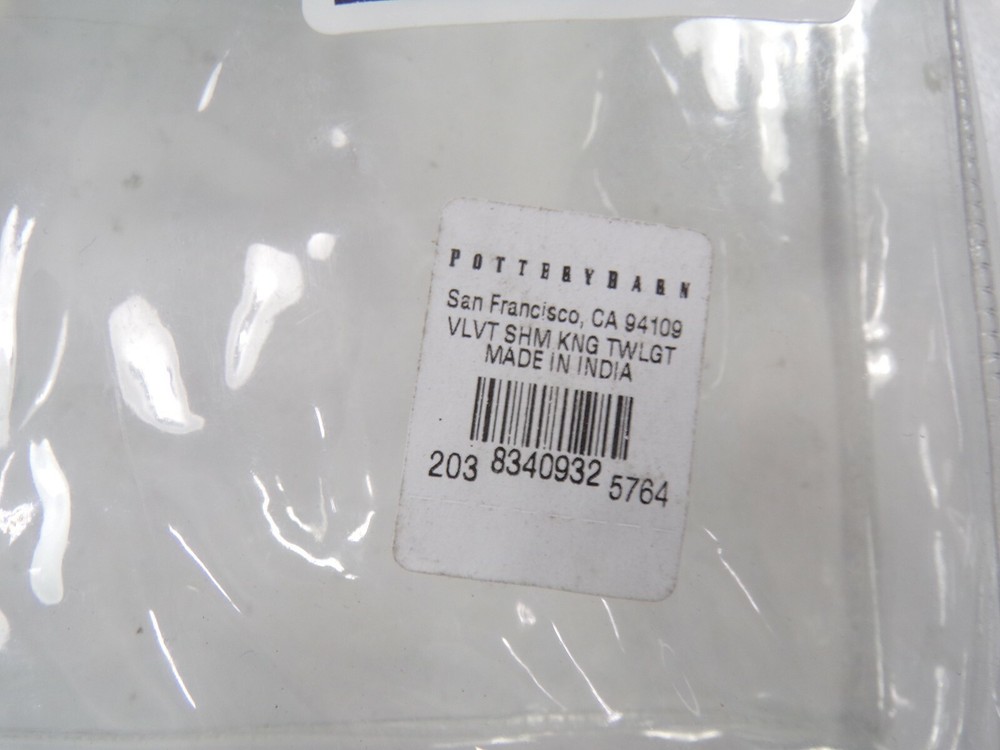 POTTERYBARN
San Francisco, CA 94109
VLVT SHM KNG TWLGT
MADE IN INDIA
203 8340932 5764